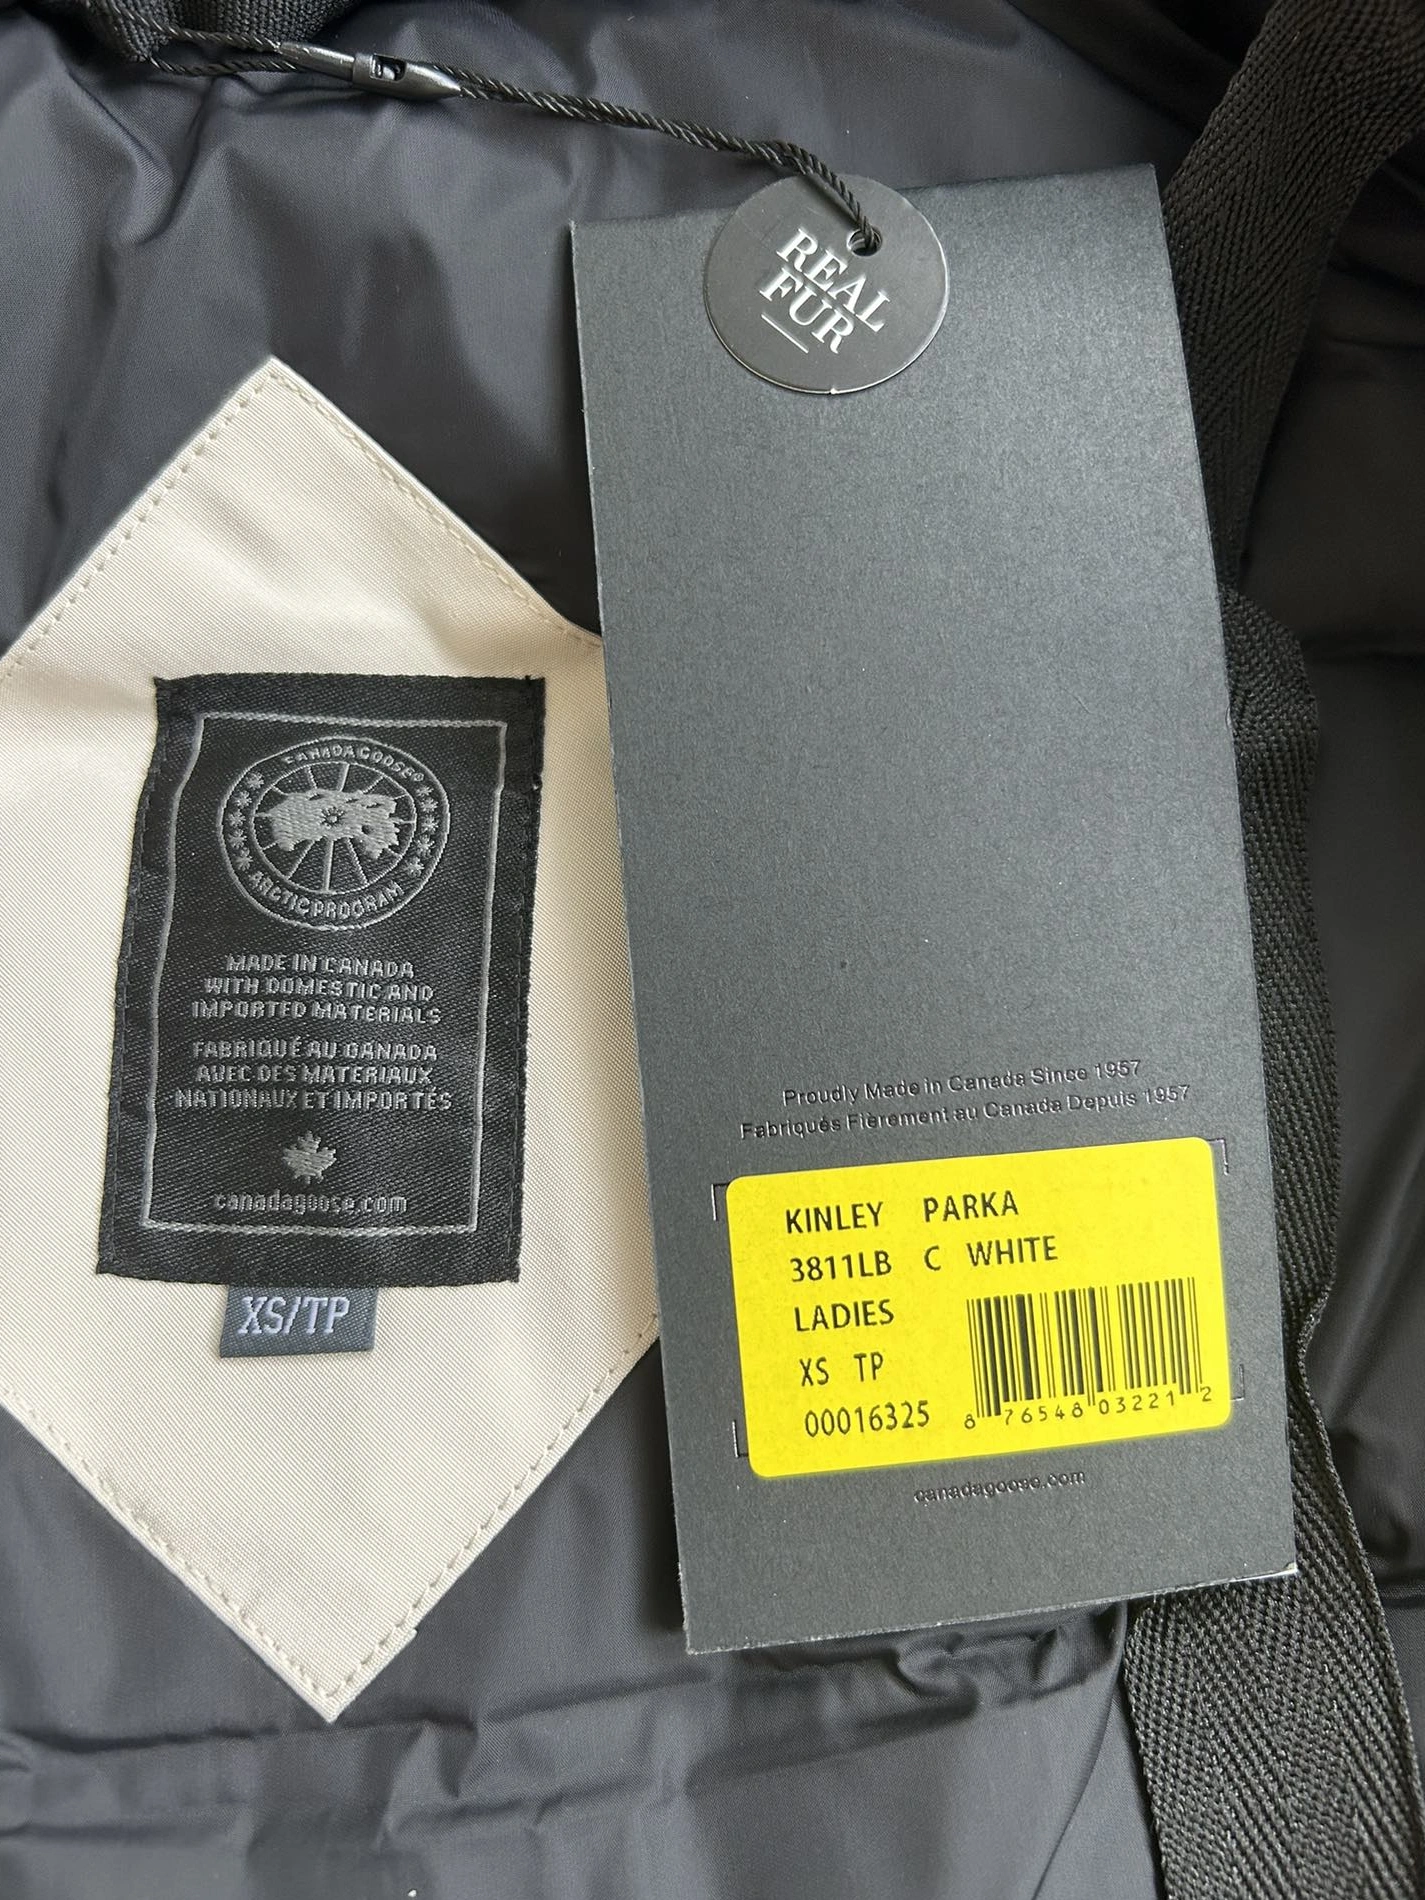 REAL
FUR
CANADA GOOSE®
ARCTIC PROGRAM
MADE IN CANADA
WITH DOMESTIC AND
IMPORTED MATERIALS
FABRIQUÉ AU CANADA
AVEC DES MATERIAUX
NATIONAUX ET IMPORTÉS
canadagoose.com
XS/TP
Proudly Made in Canada Since 1957
Fabriqués Fièrement au Canada Depuis 1957
KINLEY PARKA
3811LB C WHITE
LADIES
XS TP
00016325
8 76548 03221 2
canadagoose.com